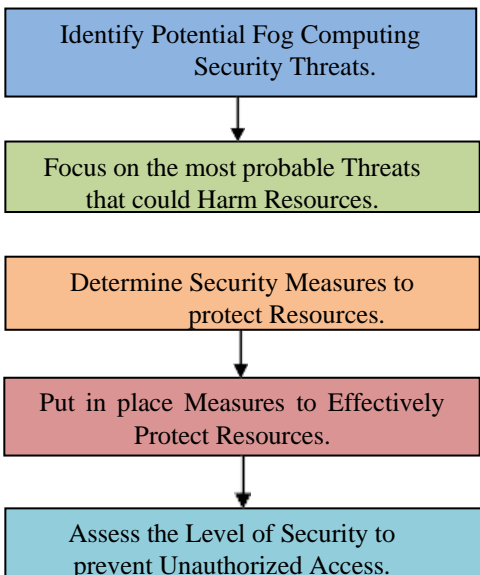 Identify Potential Fog Computing
Security Threats.
Focus on the most probable Threats
that could Harm Resources.
Determine Security Measures to
protect Resources.
Put in place Measures to Effectively
Protect Resources.
Assess the Level of Security to
prevent Unauthorized Access.